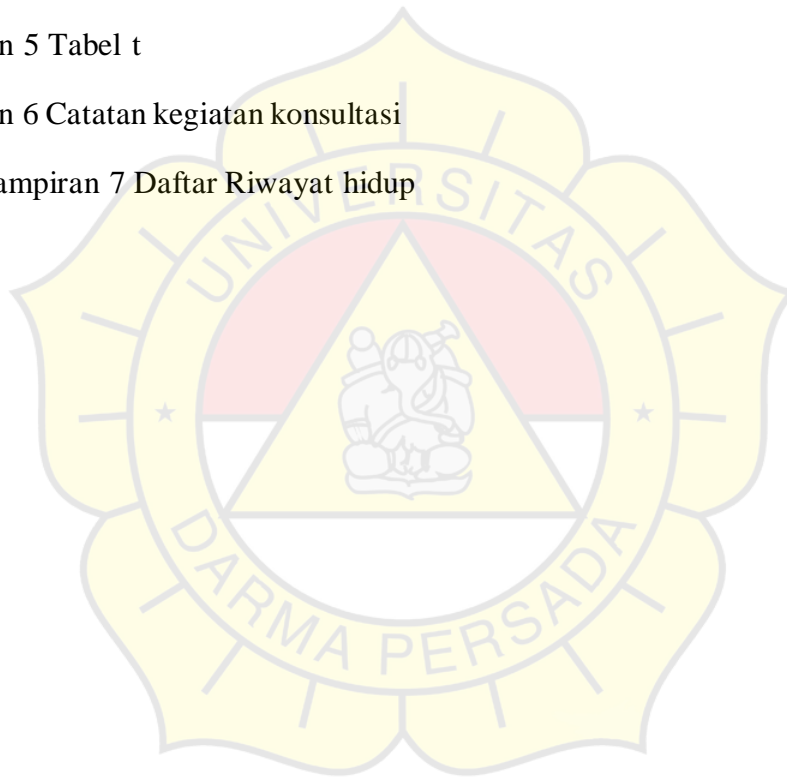 n 5 Tabel t
n 6 Catatan kegiatan konsultasi
ampiran 7 Daftar Riwayat hidup
UNIVERSITAS
DARMA PERSADA